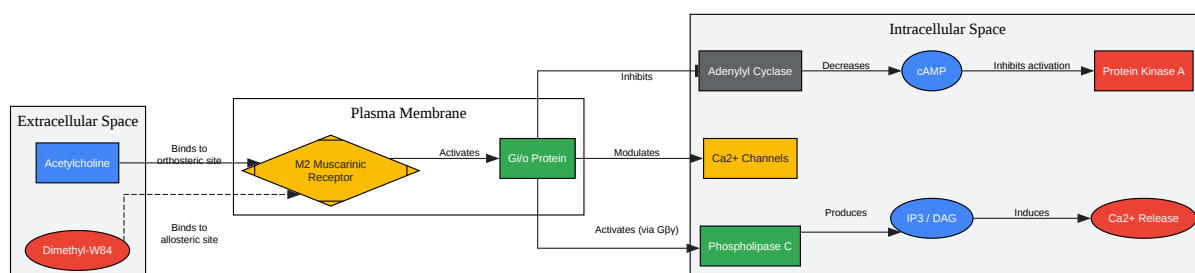 Intracellular Space
Adenylyl Cyclase
Decreases
cAMP
Inhibits activation
Protein Kinase A
Inhibits
Plasma Membrane
Extracellular Space
Acetylcholine
Binds to
orthosteric site
M2 Muscarinic
Receptor
Activates
Gi/o Protein
Modulates
Ca2+ Channels
Dimethyl-W84
Binds to
allosteric site
Activates (via Gβγ)
Phospholipase C
Produces
IP3 / DAG
Induces
Ca2+ Release